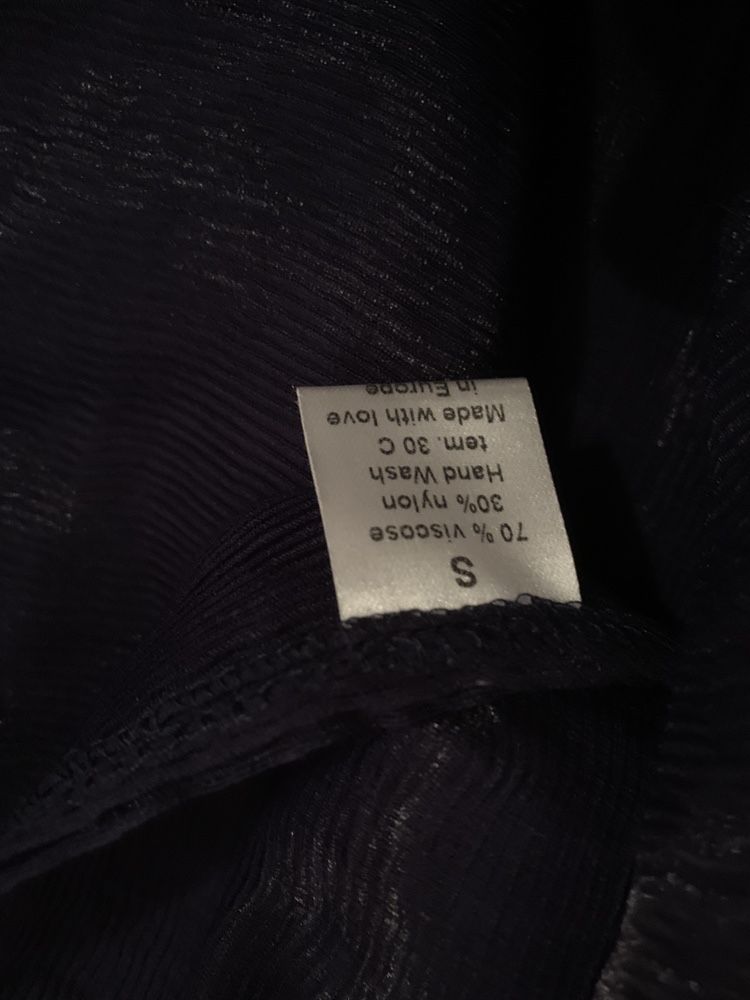 S
70 % viscose
30% nylon
Hand Wash
tem. 30 C
Made with love
in Europe